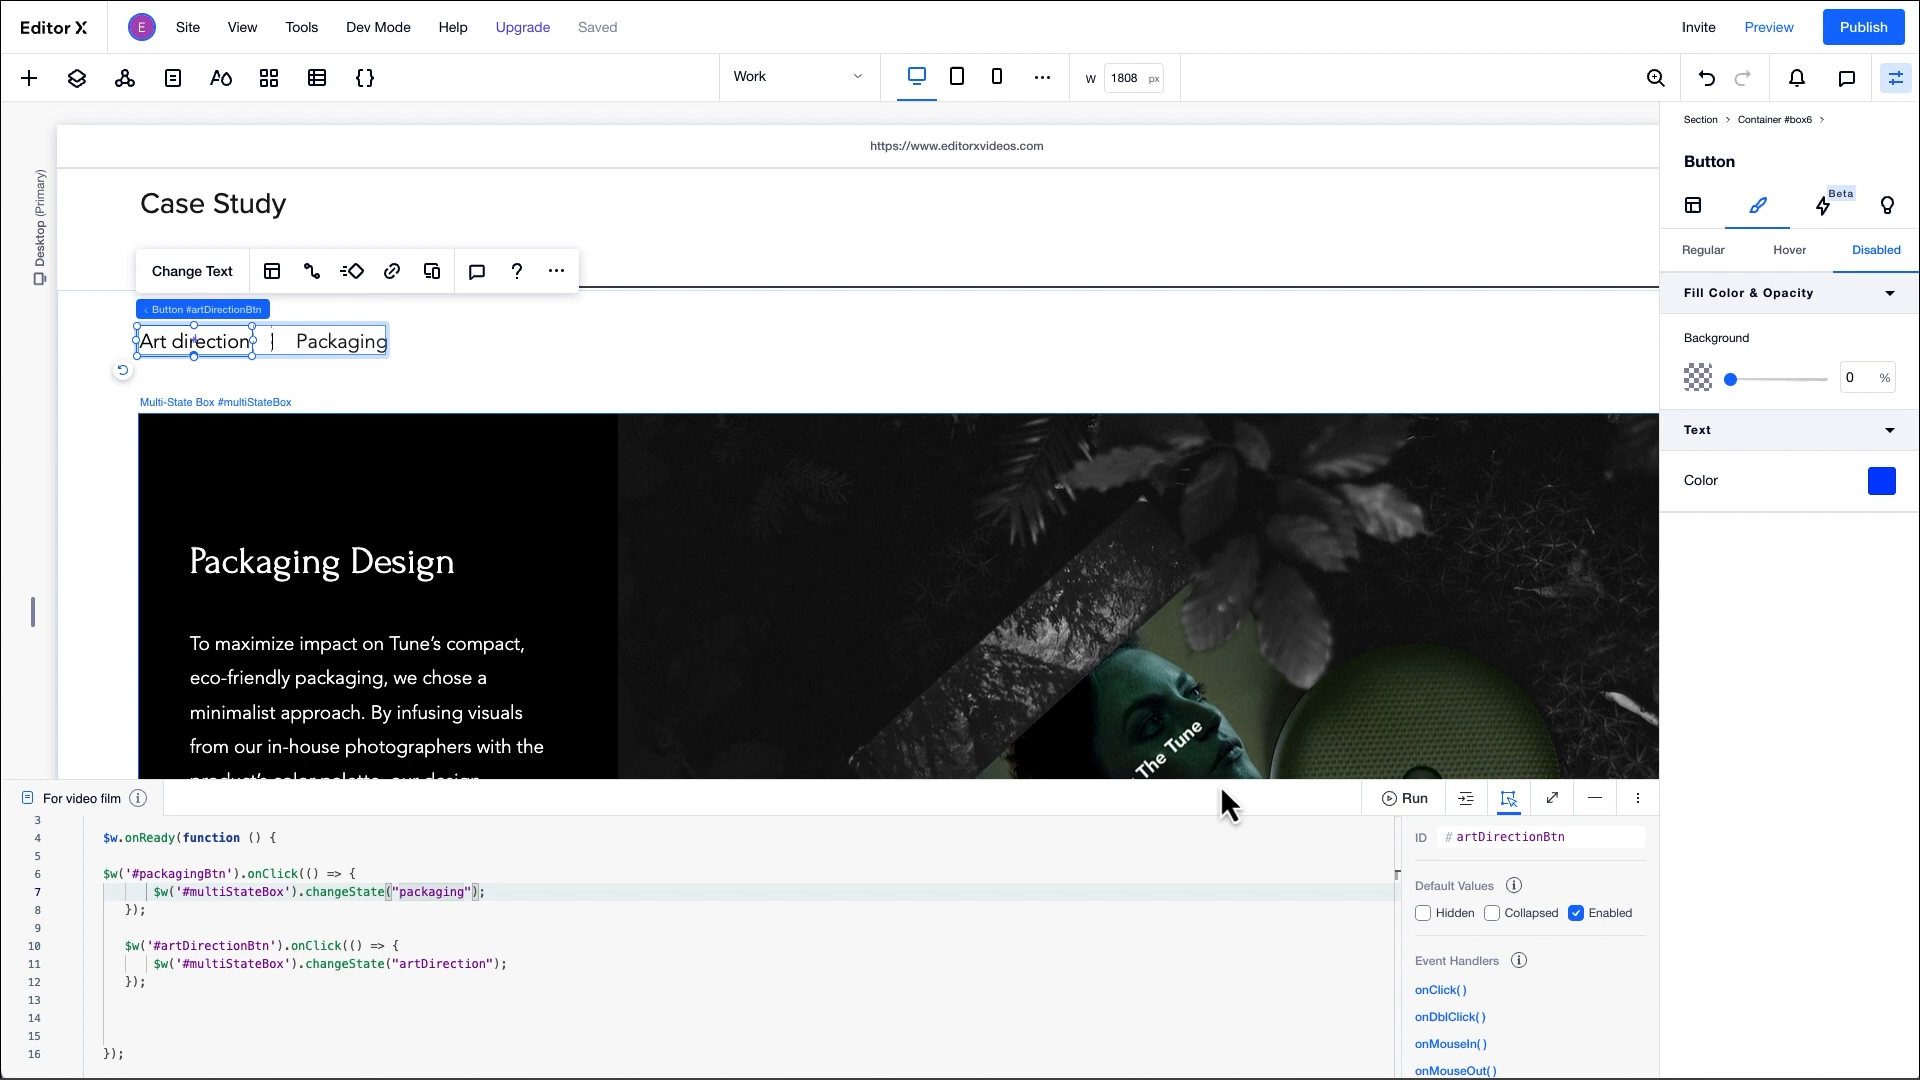 Editor X
E
Site
View
Tools
Dev Mode
Help
Upgrade
Saved
Invite
Preview
Publish
Work
W 1808 px
Section > Container #box6 >
https://www.editorxvideos.com
Desktop (Primary)
Case Study
Button
Beta
Regular
Hover
Disabled
Change Text
Fill Color & Opacity
‹ Button #artDirectionBtn
Art direction | Packaging
Background
0 %
Multi-State Box #multiStateBox
Text
Color
Packaging Design
To maximize impact on Tune’s compact,
eco-friendly packaging, we chose a
minimalist approach. By infusing visuals
from our in-house photographers with the
product’s color palette, our design
The Tune
For video film
Run
3
4 $w.onReady(function () {
5
6 $w('#packagingBtn').onClick(() => {
7 $w('#multiStateBox').changeState("packaging");
8 });
9
10 $w('#artDirectionBtn').onClick(() => {
11 $w('#multiStateBox').changeState("artDirection");
12 });
13
14
15
16 });
ID # artDirectionBtn
Default Values
Hidden
Collapsed
Enabled
Event Handlers
onClick( )
onDblClick( )
onMouseIn( )
onMouseOut( )